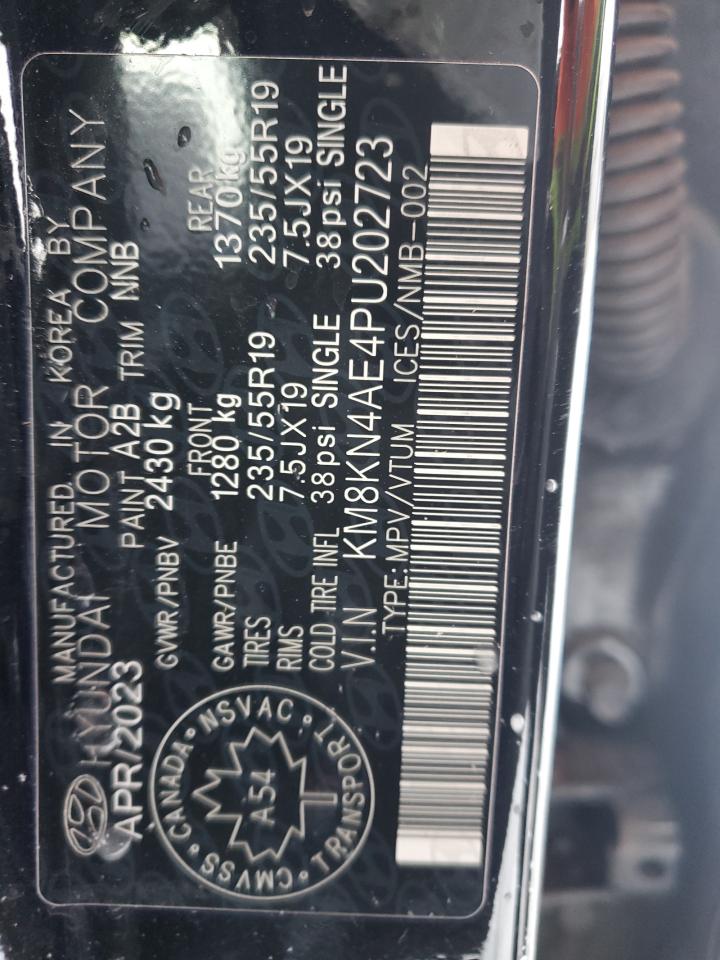 MANUFACTURED IN KOREA BY
HYUNDAI MOTOR COMPANY
APR/2023 PAINT A2B TRIM NNB
GVWR/PNBV 2430 kg
FRONT REAR
GAWR/PNBE 1280 kg 1370 kg
TIRES 235/55R19 235/55R19
RIMS 7.5JX19 7.5JX19
COLD TIRE INFL 38psi SINGLE 38psi SINGLE
V.I.N KM8KN4AE4PU202723
TYPE:MPV/VTUM ICES/NMB-002
CANADA • NSVAC • TRANSPORT • CMVSS •
A54